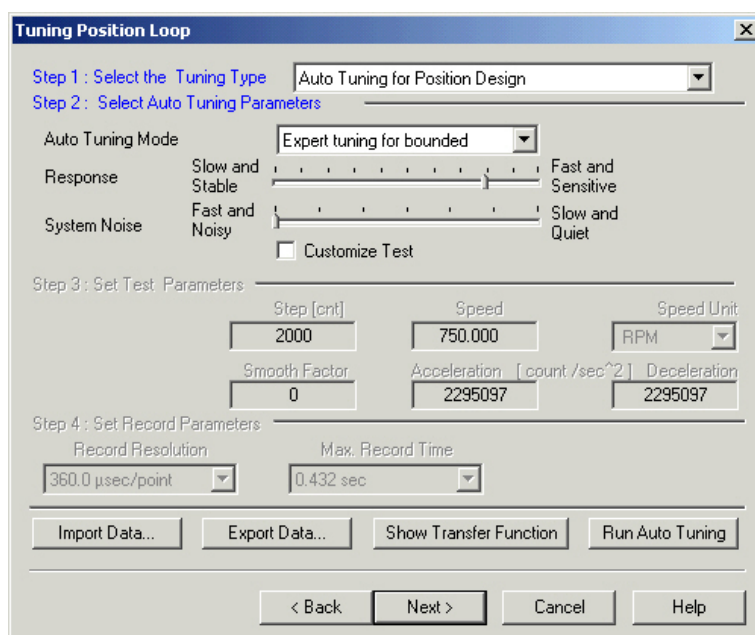 Tuning Position Loop
Step 1 : Select the Tuning Type
Auto Tuning for Position Design
Step 2 : Select Auto Tuning Parameters
Auto Tuning Mode
Expert tuning for bounded
Response
Slow and Stable
Fast and Sensitive
System Noise
Fast and Noisy
Slow and Quiet
Customize Test
Step 3 : Set Test Parameters
Step [cnt]
Speed
Speed Unit
2000
750.000
RPM
Smooth Factor
Acceleration [ count /sec^2 ] Deceleration
0
2295097
2295097
Step 4 : Set Record Parameters
Record Resolution
Max. Record Time
360.0 µsec/point
0.432 sec
Import Data...
Export Data...
Show Transfer Function
Run Auto Tuning
< Back
Next >
Cancel
Help